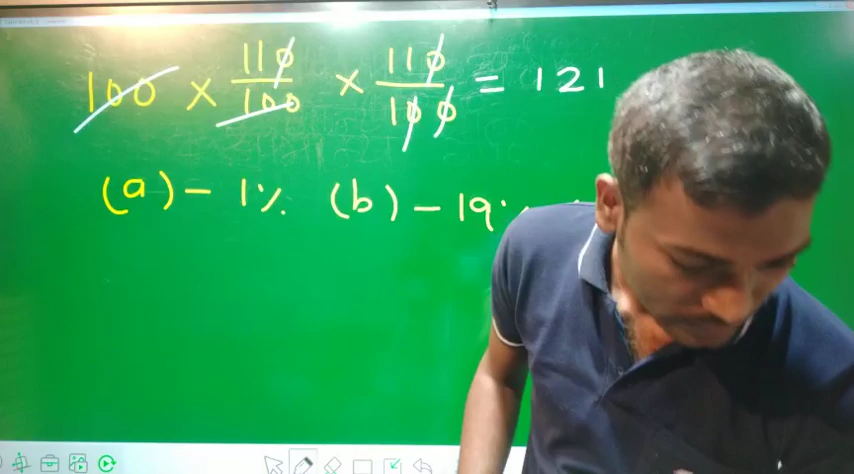 100 × 110/100 × 110/100 = 121
(a) - 1% (b) - 19%